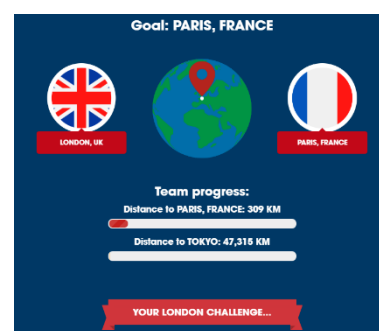 Goal: PARIS, FRANCE
LONDON, UK
PARIS, FRANCE
Team progress:
Distance to PARIS, FRANCE: 309 KM
Distance to TOKYO: 47,315 KM
YOUR LONDON CHALLENGE...